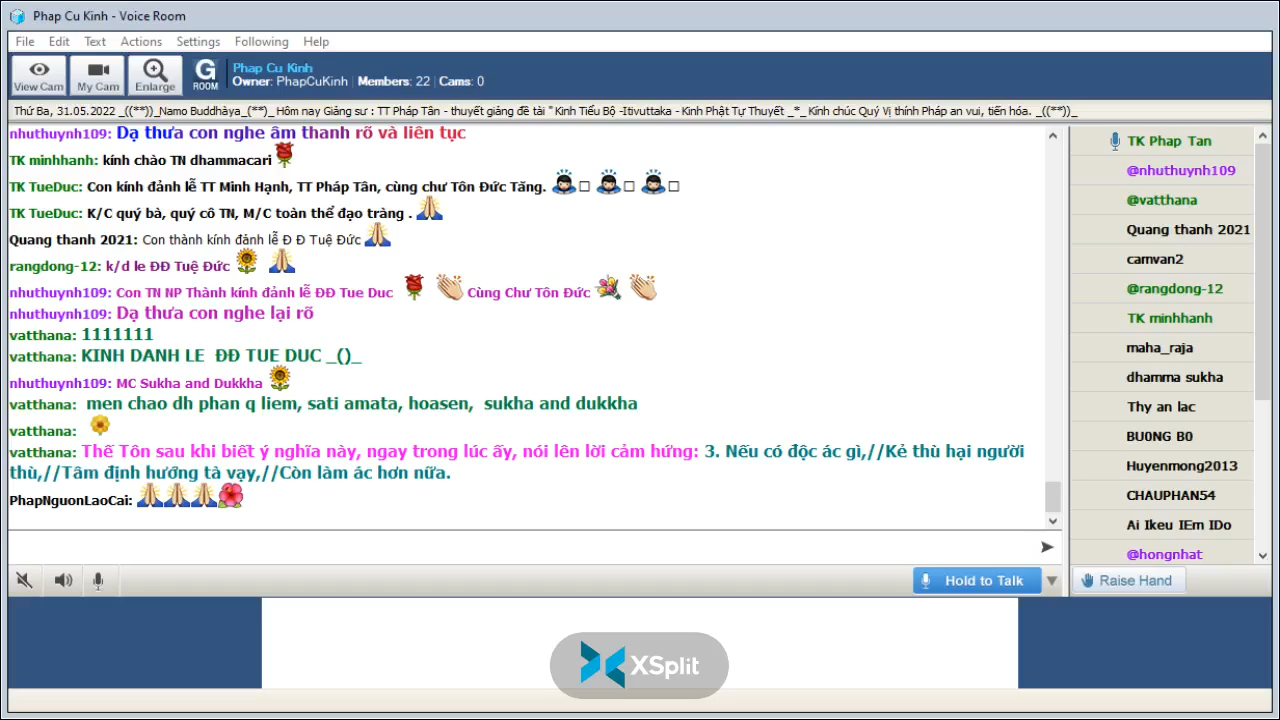 Phap Cu Kinh - Voice Room
File Edit Text Actions Settings Following Help
View Cam
My Cam
Enlarge
G
ROOM
Phap Cu Kinh
Owner: PhapCuKinh | Members: 22 | Cams: 0
Thứ Ba, 31.05.2022 _((**))_Namo Buddhàya_(**)_ Hôm nay Giảng sư : TT Pháp Tân - thuyết giảng đề tài " Kinh Tiểu Bộ -Itivuttaka - Kinh Phật Tự Thuyết _*_ Kính chúc Quý Vị thính Pháp an vui, tiến hóa. _((**))_
nhuthuynh109: Dạ thưa con nghe âm thanh rõ và liên tục
TK minhhanh: kính chào TN dhammacari
TK TueDuc: Con kính đảnh lễ TT Minh Hạnh, TT Pháp Tân, cùng chư Tôn Đức Tăng.
TK TueDuc: K/C quý bà, quý cô TN, M/C toàn thể đạo tràng .
Quang thanh 2021: Con thành kính đảnh lễ Đ Đ Tuệ Đức
rangdong-12: k/d le ĐĐ Tuệ Đức
nhuthuynh109: Con TN NP Thành kính đảnh lễ ĐĐ Tue Duc Cùng Chư Tôn Đức
nhuthuynh109: Dạ thưa con nghe lại rõ
vatthana: 1111111
vatthana: KINH DANH LE ĐĐ TUE DUC _()_
nhuthuynh109: MC Sukha and Dukkha
vatthana: men chao dh phan q liem, sati amata, hoasen, sukha and dukkha
vatthana:
vatthana: Thế Tôn sau khi biết ý nghĩa này, ngay trong lúc ấy, nói lên lời cảm hứng: 3. Nếu có độc ác gì,//Kẻ thù hại người
thù,//Tâm định hướng tà vạy,//Còn làm ác hơn nữa.
PhapNguonLaoCai:
TK Phap Tan
@nhuthuynh109
@vatthana
Quang thanh 2021
camvan2
@rangdong-12
TK minhhanh
maha_raja
dhamma sukha
Thy an lac
BU0NG B0
Huyenmong2013
CHAUPHAN54
Ai Ikeu IEm IDo
@hongnhat
Hold to Talk
Raise Hand
XSplit